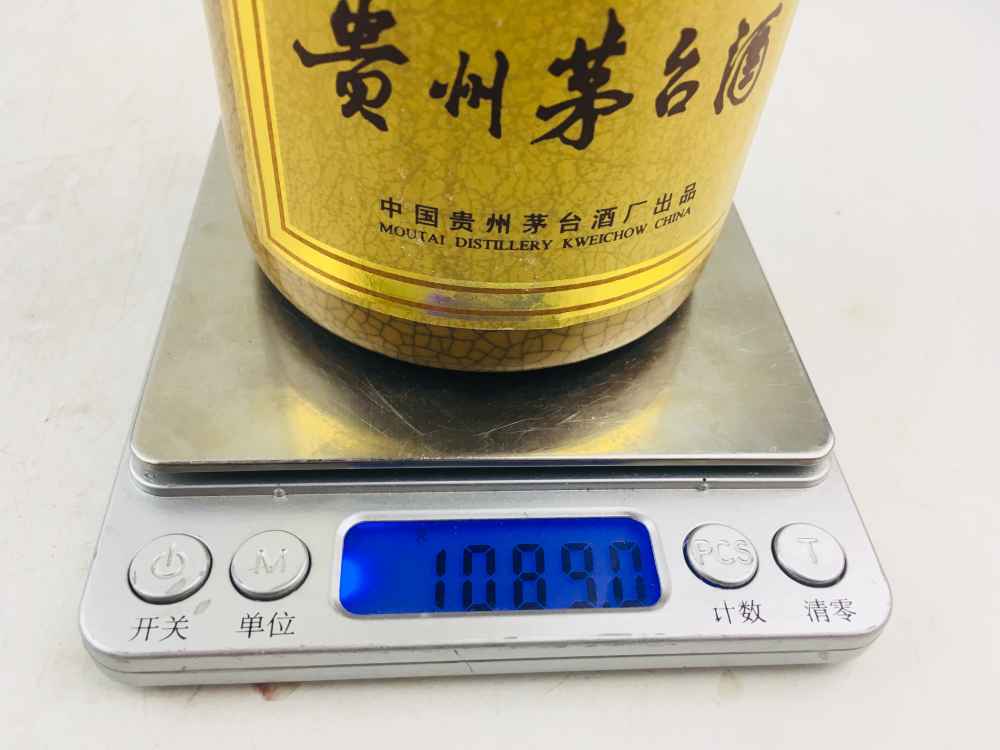 贵州茅台酒
中国贵州茅台酒厂出品
MOUTAI DISTILLERY KWEICHOW CHINA
1089.0
M PCS T
开关 单位 计数 清零